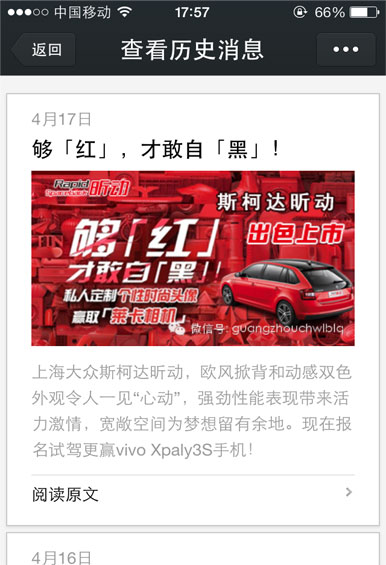 中国移动 17:57 66%
返回 查看历史消息
4月17日
够「红」，才敢自「黑」！
Rapid
Spaceback 昕动
斯柯达昕动
出色上市
够「红」
才敢自「黑」!!
私人定制个性时尚头像
赢取「莱卡相机」
微信号: guangzhouchwlblq
上海大众斯柯达昕动，欧风掀背和动感双色
外观令人一见“心动”，强劲性能表现带来活
力激情，宽敞空间为梦想留有余地。现在报
名试驾更赢vivo Xpaly3S手机！
阅读原文
4月16日